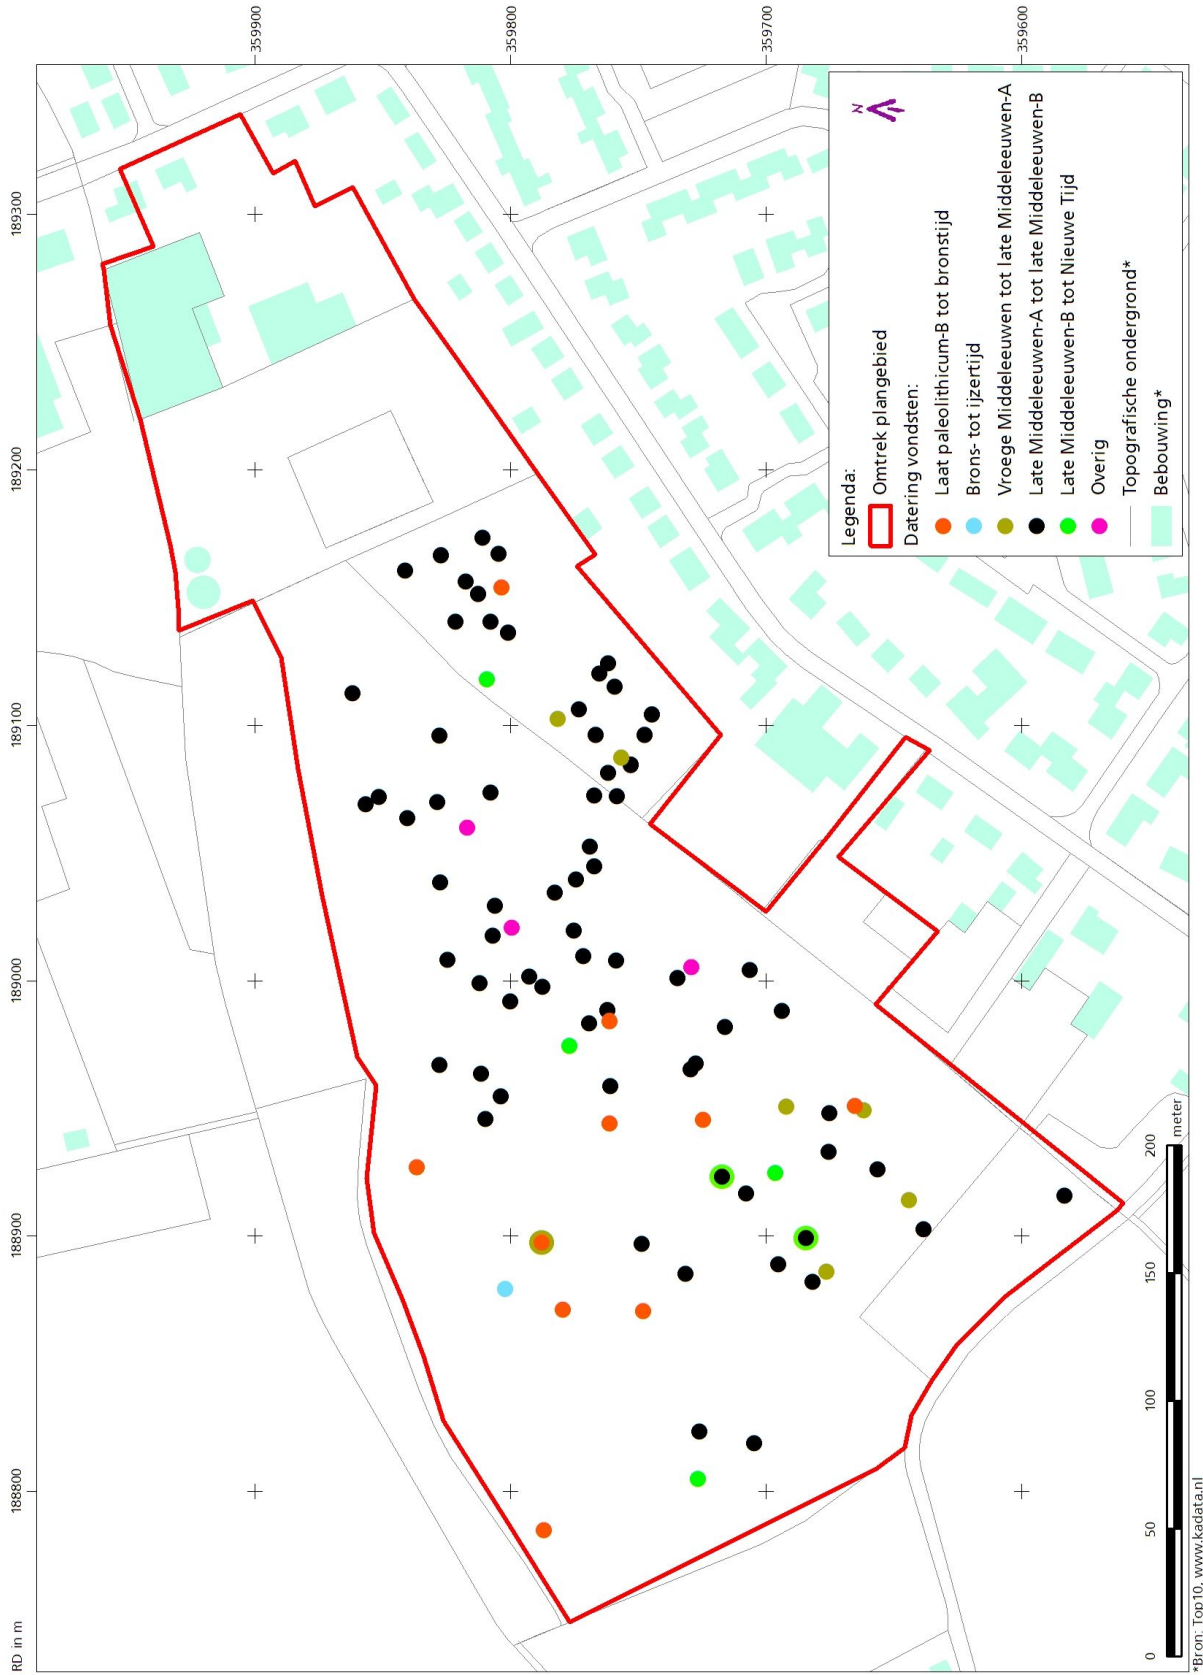 RD in m
188800
188900
189000
189100
189200
189300
359900
359800
359700
359600
N
Legenda:
Omtrek plangebied
Datering vondsten:
Laat paleolithicum-B tot bronstijd
Brons- tot ijzertijd
Vroege Middeleeuwen tot late Middeleeuwen-A
Late Middeleeuwen-A tot late Middeleeuwen-B
Late Middeleeuwen-B tot Nieuwe Tijd
Overig
Topografische ondergrond*
Bebouwing*
0
50
100
150
200
meter
*Bron: Top10, www.kadata.nl